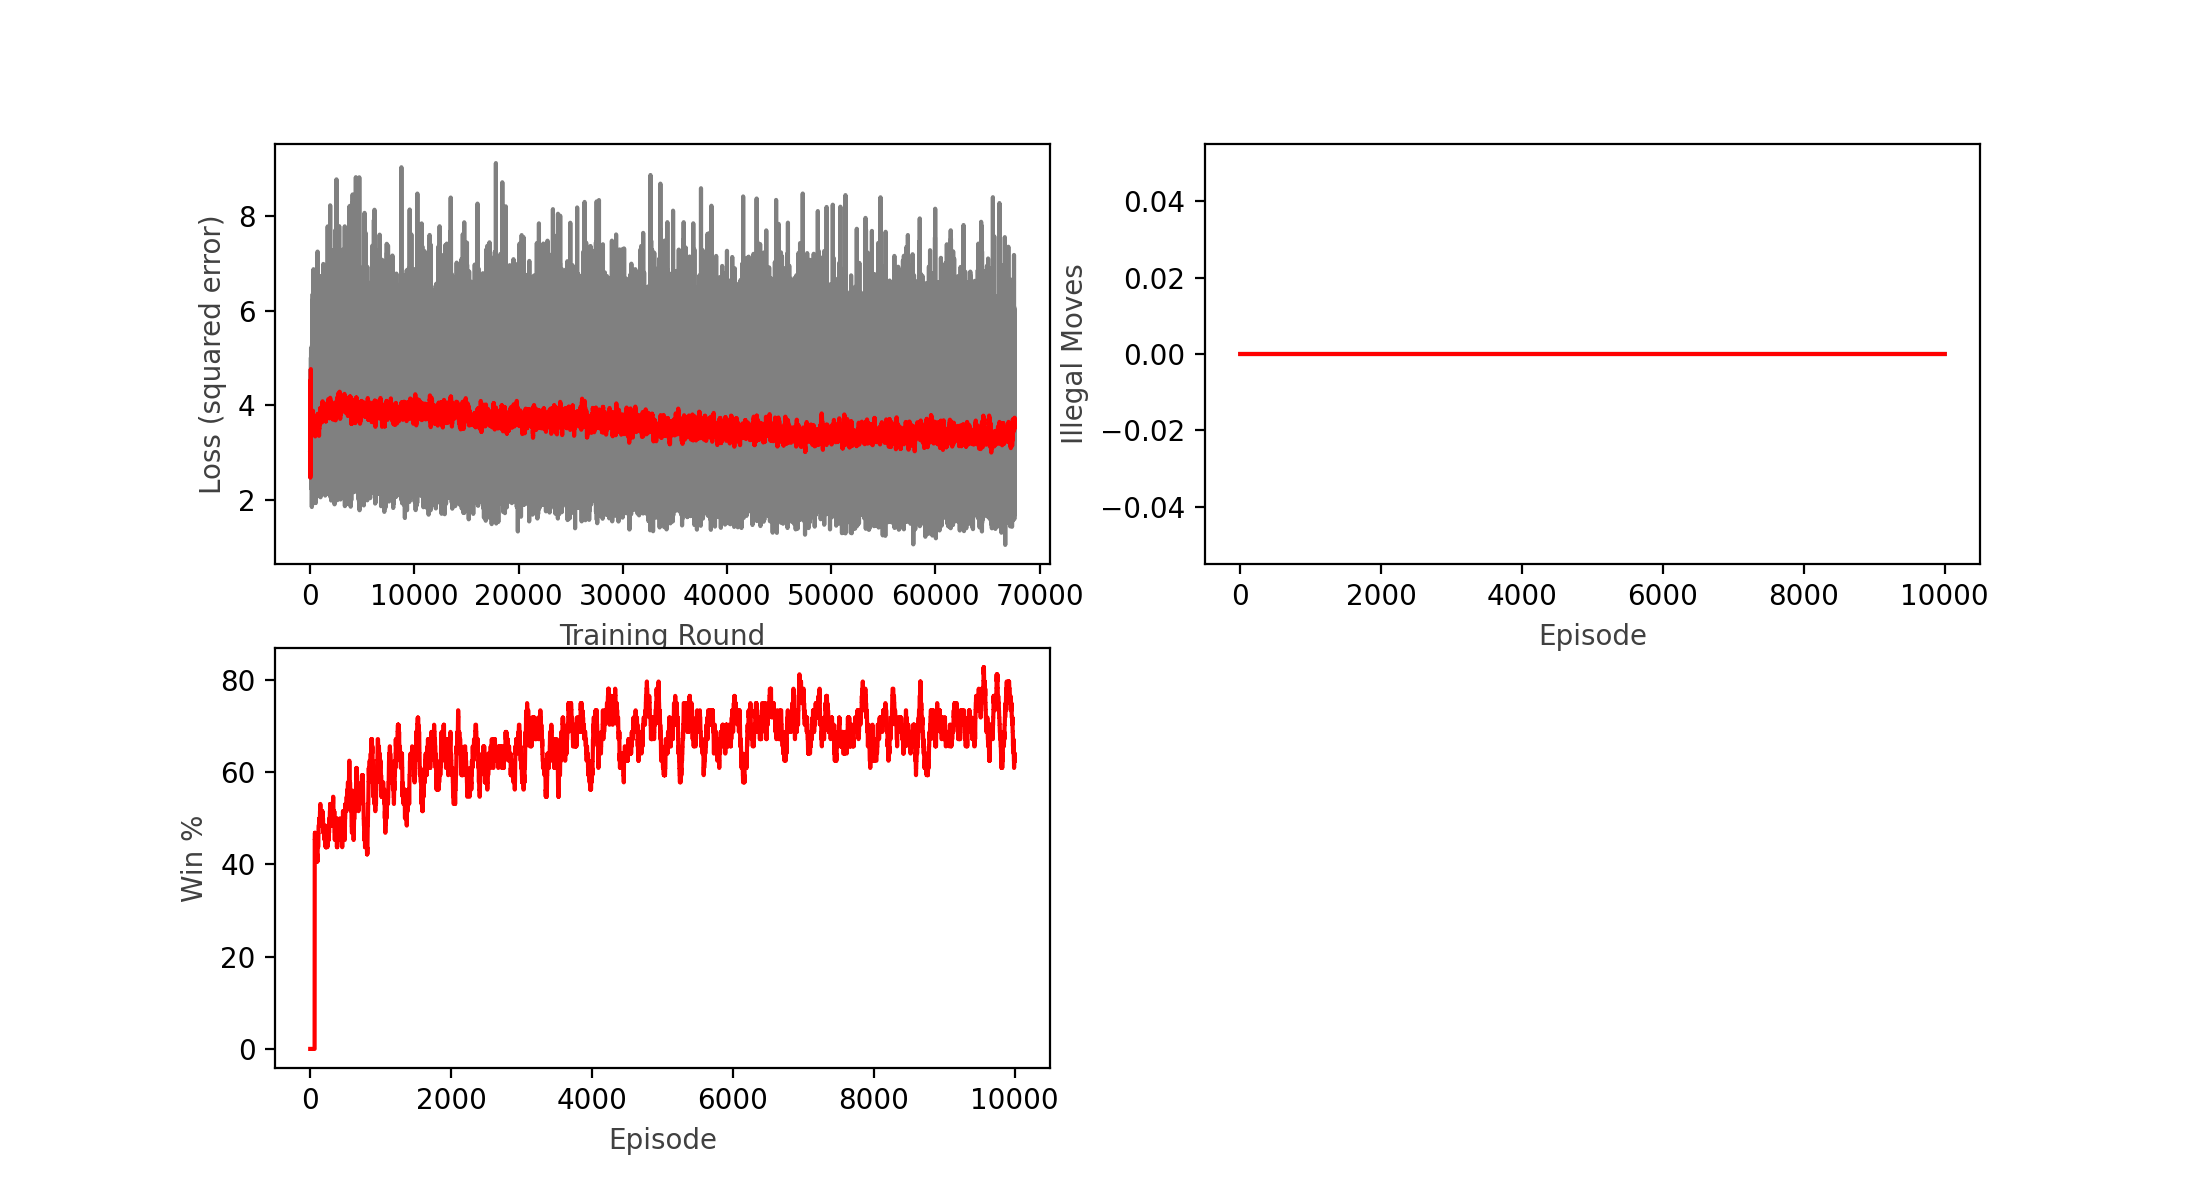 Loss (squared error)
8
6
4
2
0 10000 20000 30000 40000 50000 60000 70000
Training Round
Illegal Moves
0.04
0.02
0.00
−0.02
−0.04
0 2000 4000 6000 8000 10000
Episode
Win %
80
60
40
20
0
0 2000 4000 6000 8000 10000
Episode